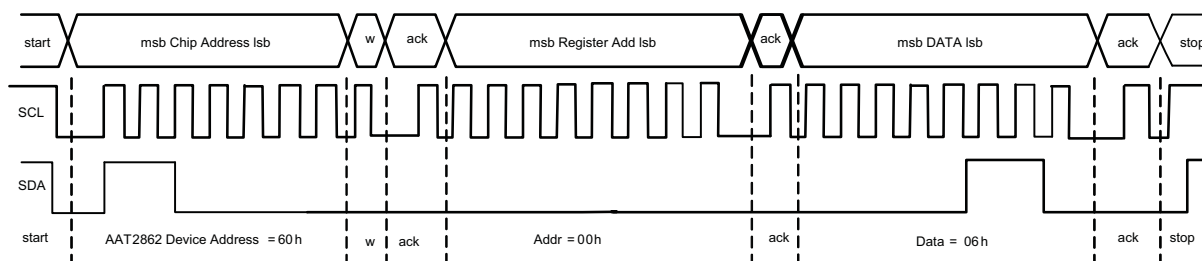 start msb Chip Address lsb w ack msb Register Add lsb ack msb DATA lsb ack stop
SCL
SDA
start AAT2862 Device Address = 60h w ack Addr = 00h ack Data = 06h ack stop